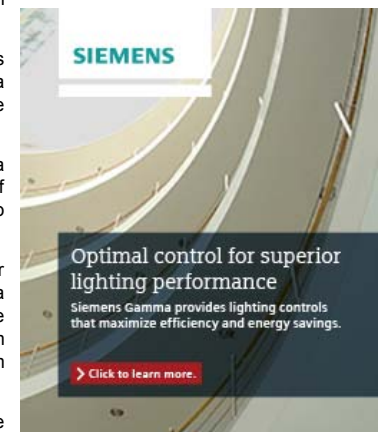 SIEMENS
Optimal control for superior
lighting performance
Siemens Gamma provides lighting controls
that maximize efficiency and energy savings.
Click to learn more.